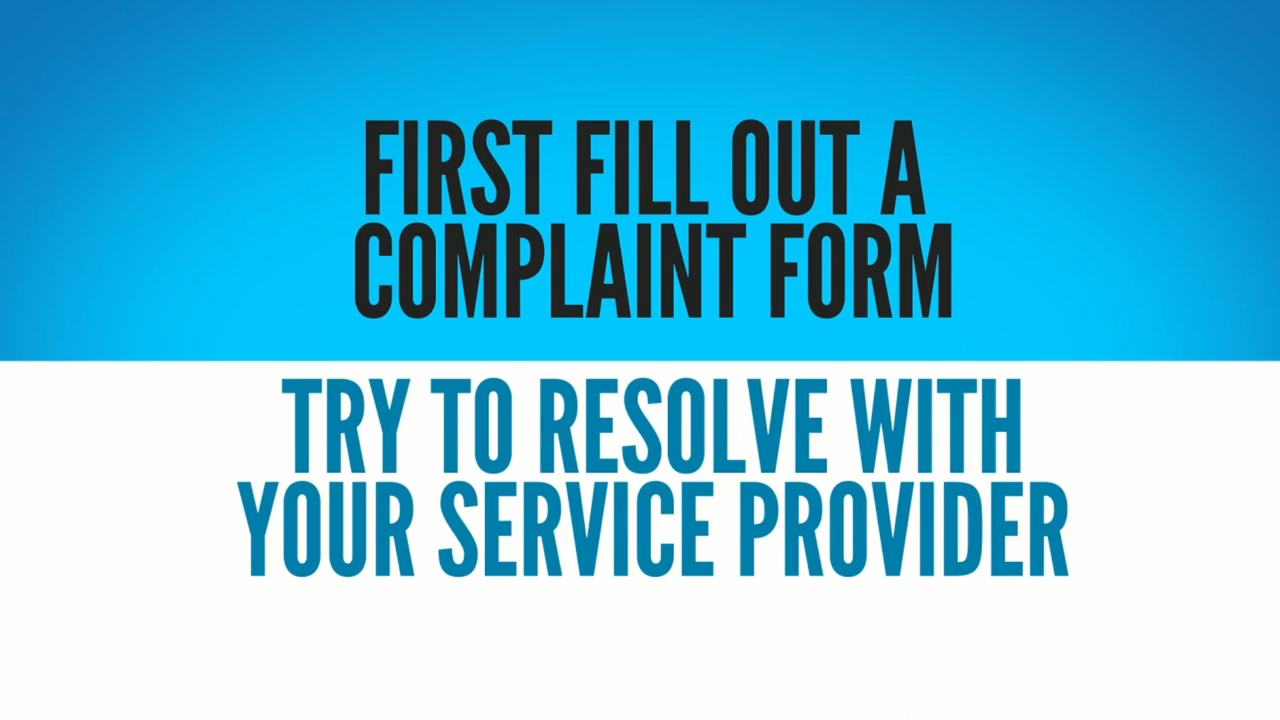 FIRST FILL OUT A
COMPLAINT FORM
TRY TO RESOLVE WITH
YOUR SERVICE PROVIDER